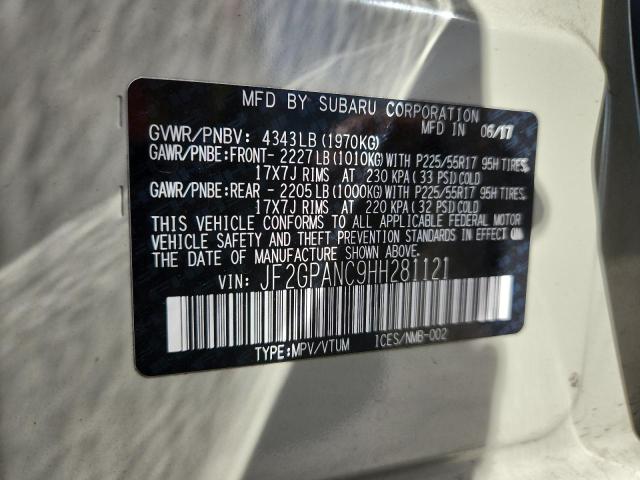 MFD BY SUBARU CORPORATION
MFD IN 06/17
GVWR/PNBV: 4343LB (1970KG)
GAWR/PNBE:FRONT- 2227LB(1010KG)WITH P225/55R17 95H TIRES,
17X7J RIMS AT 230 KPA(33 PSI)COLD
GAWR/PNBE:REAR - 2205LB(1000KG)WITH P225/55R17 95H TIRES,
17X7J RIMS AT 220 KPA(32 PSI)COLD
THIS VEHICLE CONFORMS TO ALL APPLICABLE FEDERAL MOTOR
VEHICLE SAFETY AND THEFT PREVENTION STANDARDS IN EFFECT ON
THE DATE OF MANUFACTURE SHOWN ABOVE.
VIN: JF2GPANC9HH281121
TYPE:MPV/VTUM ICES/NMB-002